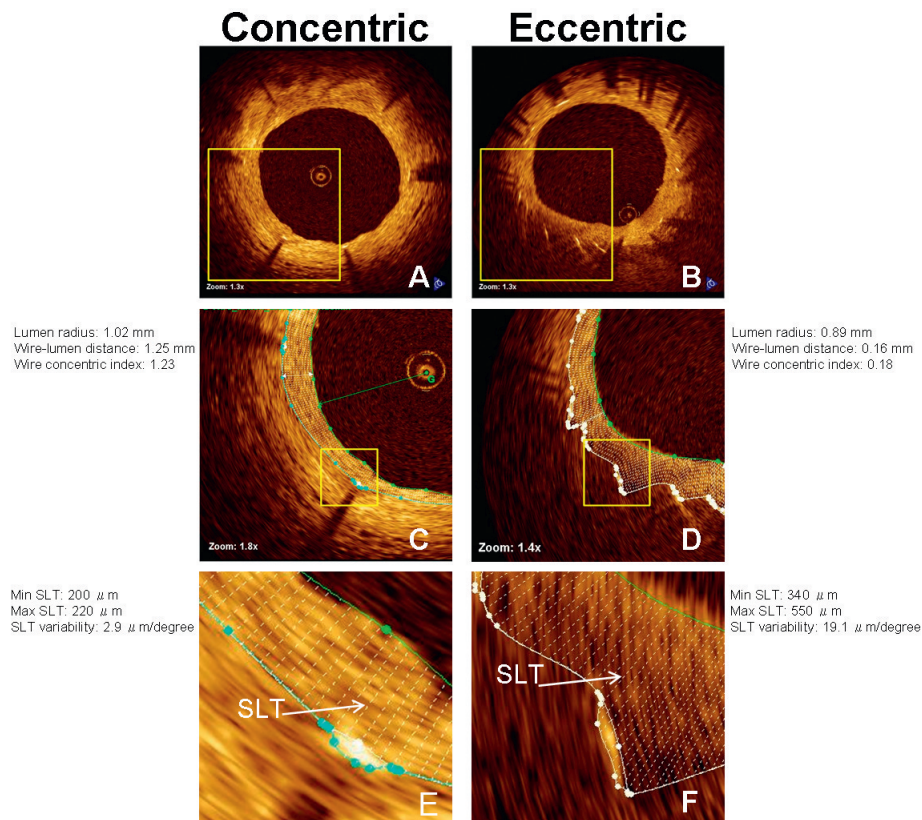 Concentric Eccentric
A
Zoom: 1.3x
B
Zoom: 1.3x
Lumen radius: 1.02 mm
Wire-lumen distance: 1.25 mm
Wire concentric index: 1.23
G
C
Zoom: 1.8x
D
Zoom: 1.4x
Lumen radius: 0.89 mm
Wire-lumen distance: 0.16 mm
Wire concentric index: 0.18
Min SLT: 200 μm
Max SLT: 220 μm
SLT variability: 2.9 μm/degree
SLT
E
SLT
F
Min SLT: 340 μm
Max SLT: 550 μm
SLT variability: 19.1 μm/degree